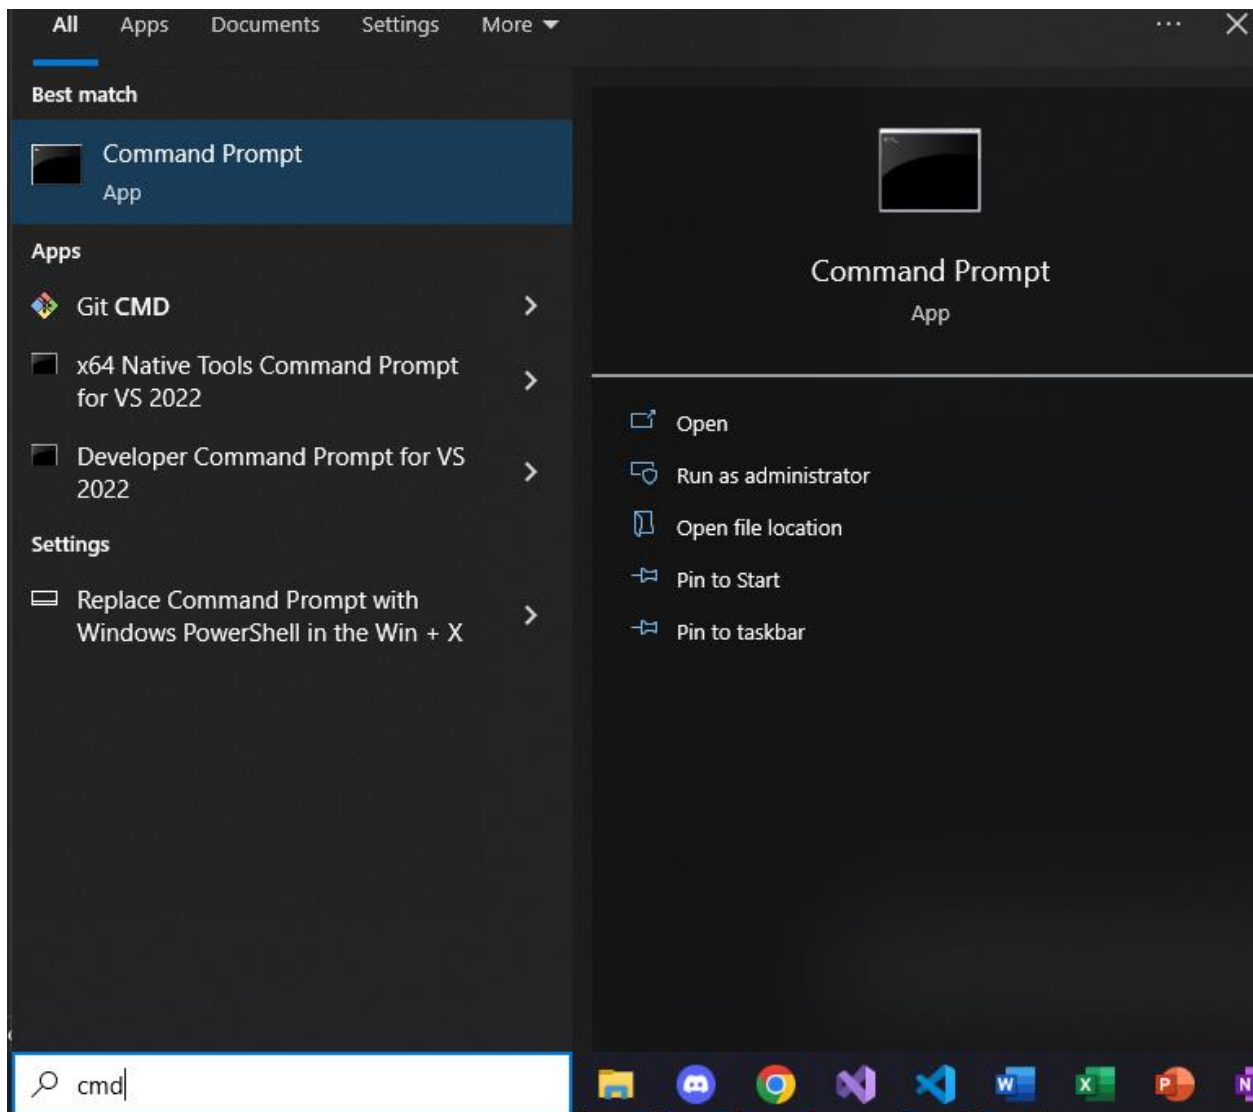 All Apps Documents Settings More
Best match
Command Prompt
App
Apps
Git CMD
x64 Native Tools Command Prompt
for VS 2022
Developer Command Prompt for VS
2022
Settings
Replace Command Prompt with
Windows PowerShell in the Win + X
Command Prompt
App
Open
Run as administrator
Open file location
Pin to Start
Pin to taskbar
cmd
W
X
P
N